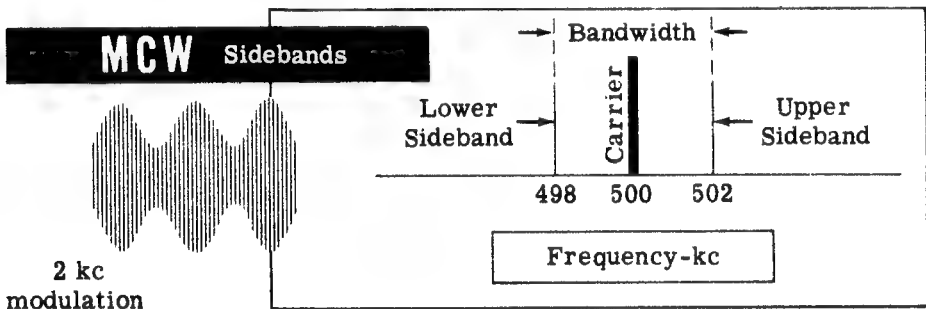 MCW Sidebands
Bandwidth
Lower
Sideband
Carrier
Upper
Sideband
498 500 502
Frequency-kc
2 kc
modulation